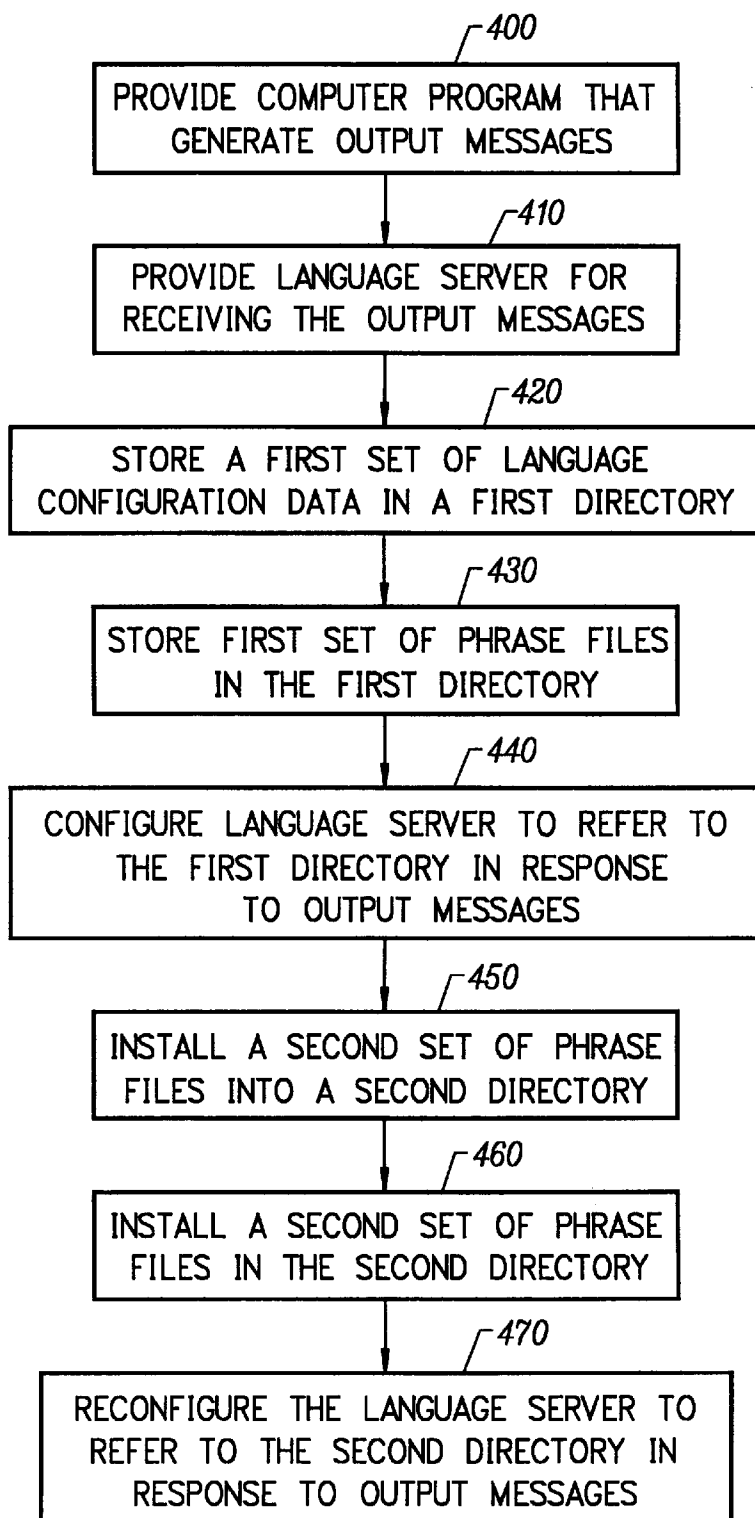 400
PROVIDE COMPUTER PROGRAM THAT
GENERATE OUTPUT MESSAGES
410
PROVIDE LANGUAGE SERVER FOR
RECEIVING THE OUTPUT MESSAGES
420
STORE A FIRST SET OF LANGUAGE
CONFIGURATION DATA IN A FIRST DIRECTORY
430
STORE FIRST SET OF PHRASE FILES
IN THE FIRST DIRECTORY
440
CONFIGURE LANGUAGE SERVER TO REFER TO
THE FIRST DIRECTORY IN RESPONSE
TO OUTPUT MESSAGES
450
INSTALL A SECOND SET OF PHRASE
FILES INTO A SECOND DIRECTORY
460
INSTALL A SECOND SET OF PHRASE
FILES IN THE SECOND DIRECTORY
470
RECONFIGURE THE LANGUAGE SERVER TO
REFER TO THE SECOND DIRECTORY IN
RESPONSE TO OUTPUT MESSAGES